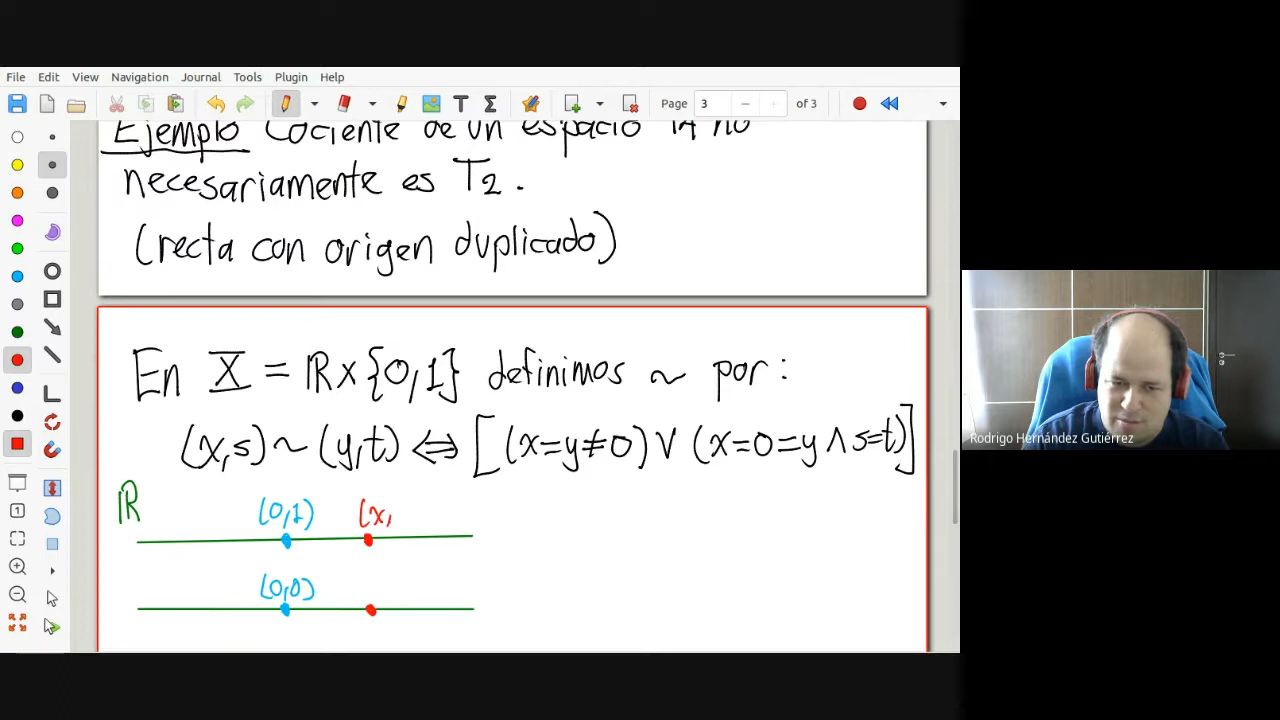 File Edit View Navigation Journal Tools Plugin Help
Page 3 of 3
Ejemplo Cociente de un espacio T4 no
necesariamente es T2.
(recta con origen duplicado)
En X = ℝ×{0,1} definimos ~ por:
(x,s) ~ (y,t) ⟺ [(x=y≠0) ∨ (x=0=y ∧ s=t)]
ℝ
(0,1) (x,
(0,0)
Rodrigo Hernández Gutiérrez